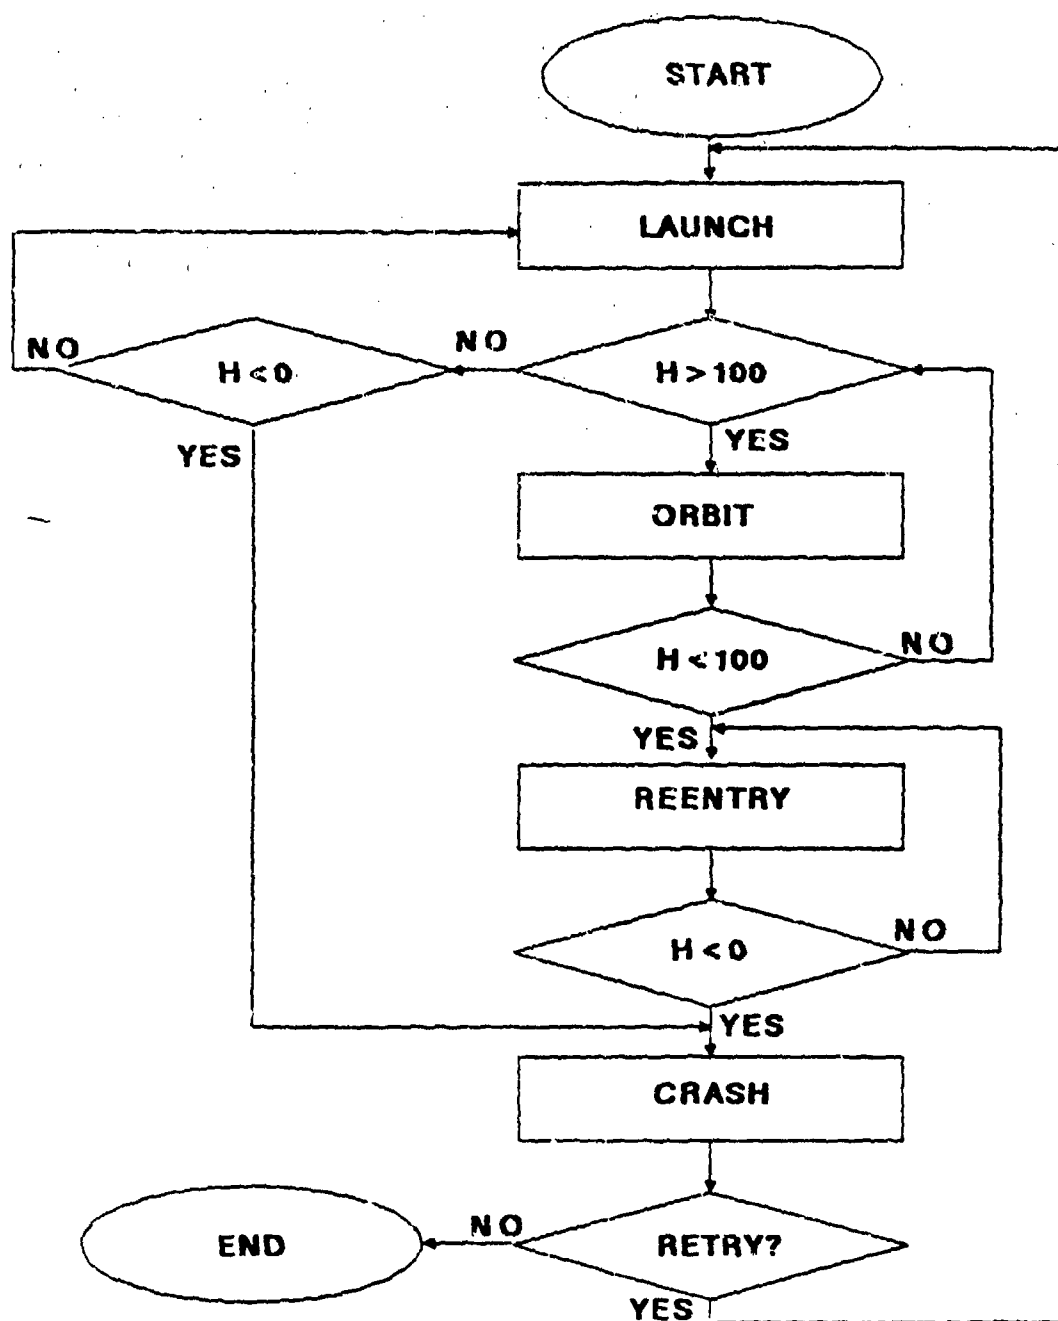 START
LAUNCH
NO
H < 0
NO
H > 100
YES
YES
ORBIT
H < 100
NO
YES
REENTRY
H < 0
NO
YES
CRASH
END
NO
RETRY?
YES